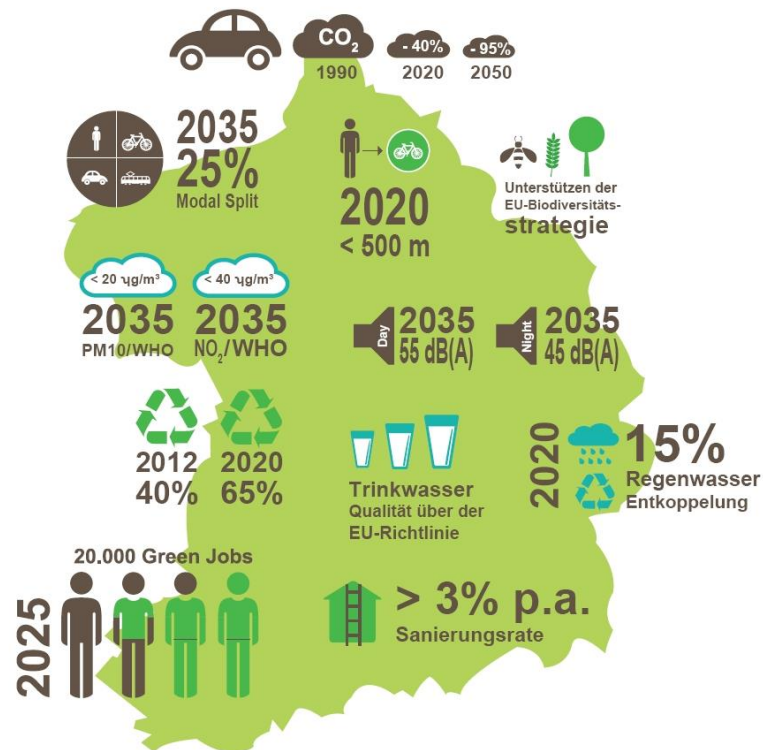 CO₂
1990
- 40%
2020
- 95%
2050
2035
25%
Modal Split
2020
< 500 m
Unterstützen der
EU-Biodiversitäts-
strategie
< 20 ʯg/m³
2035
PM10/WHO
< 40 ʯg/m³
2035
NO₂/WHO
Day
2035
55 dB(A)
Night
2035
45 dB(A)
2012
40%
2020
65%
Trinkwasser
Qualität über der
EU-Richtlinie
2020
15%
Regenwasser
Entkoppelung
20.000 Green Jobs
2025
> 3% p.a.
Sanierungsrate